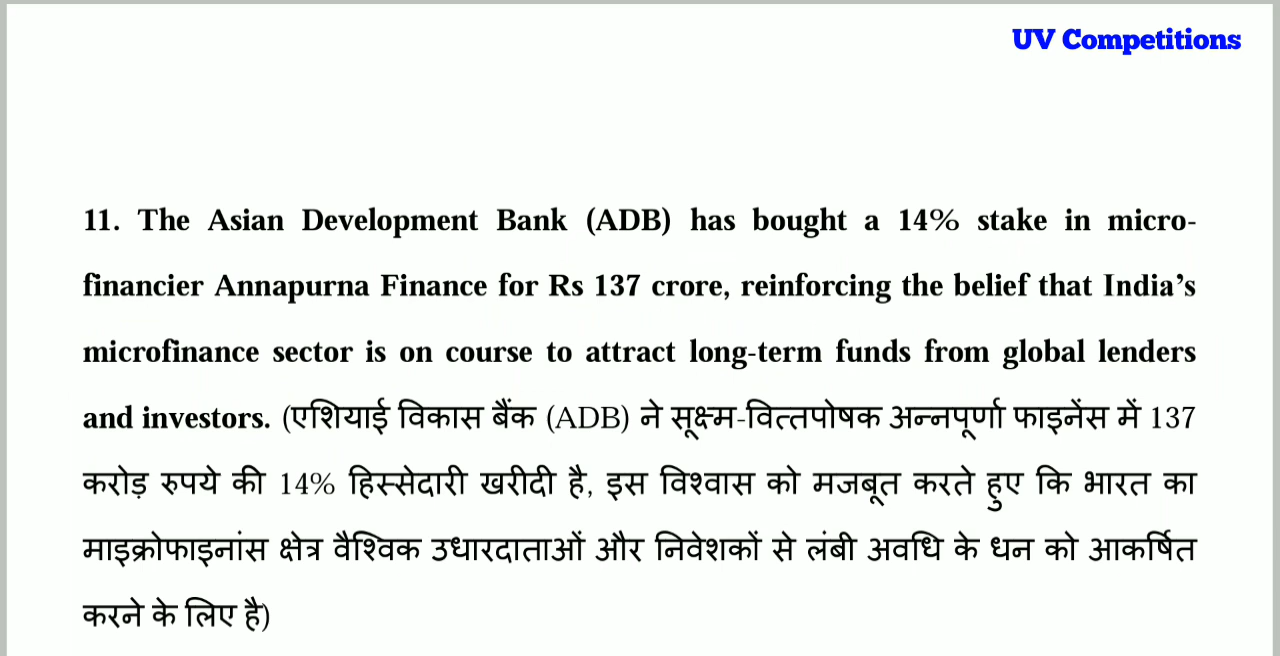 UV Competitions
11. The Asian Development Bank (ADB) has bought a 14% stake in micro-
financier Annapurna Finance for Rs 137 crore, reinforcing the belief that India’s
microfinance sector is on course to attract long-term funds from global lenders
and investors. (एशियाई विकास बैंक (ADB) ने सूक्ष्म-वित्तपोषक अन्नपूर्णा फाइनेंस में 137
करोड़ रुपये की 14% हिस्सेदारी खरीदी है, इस विश्वास को मजबूत करते हुए कि भारत का
माइक्रोफाइनांस क्षेत्र वैश्विक उधारदाताओं और निवेशकों से लंबी अवधि के धन को आकर्षित
करने के लिए है)